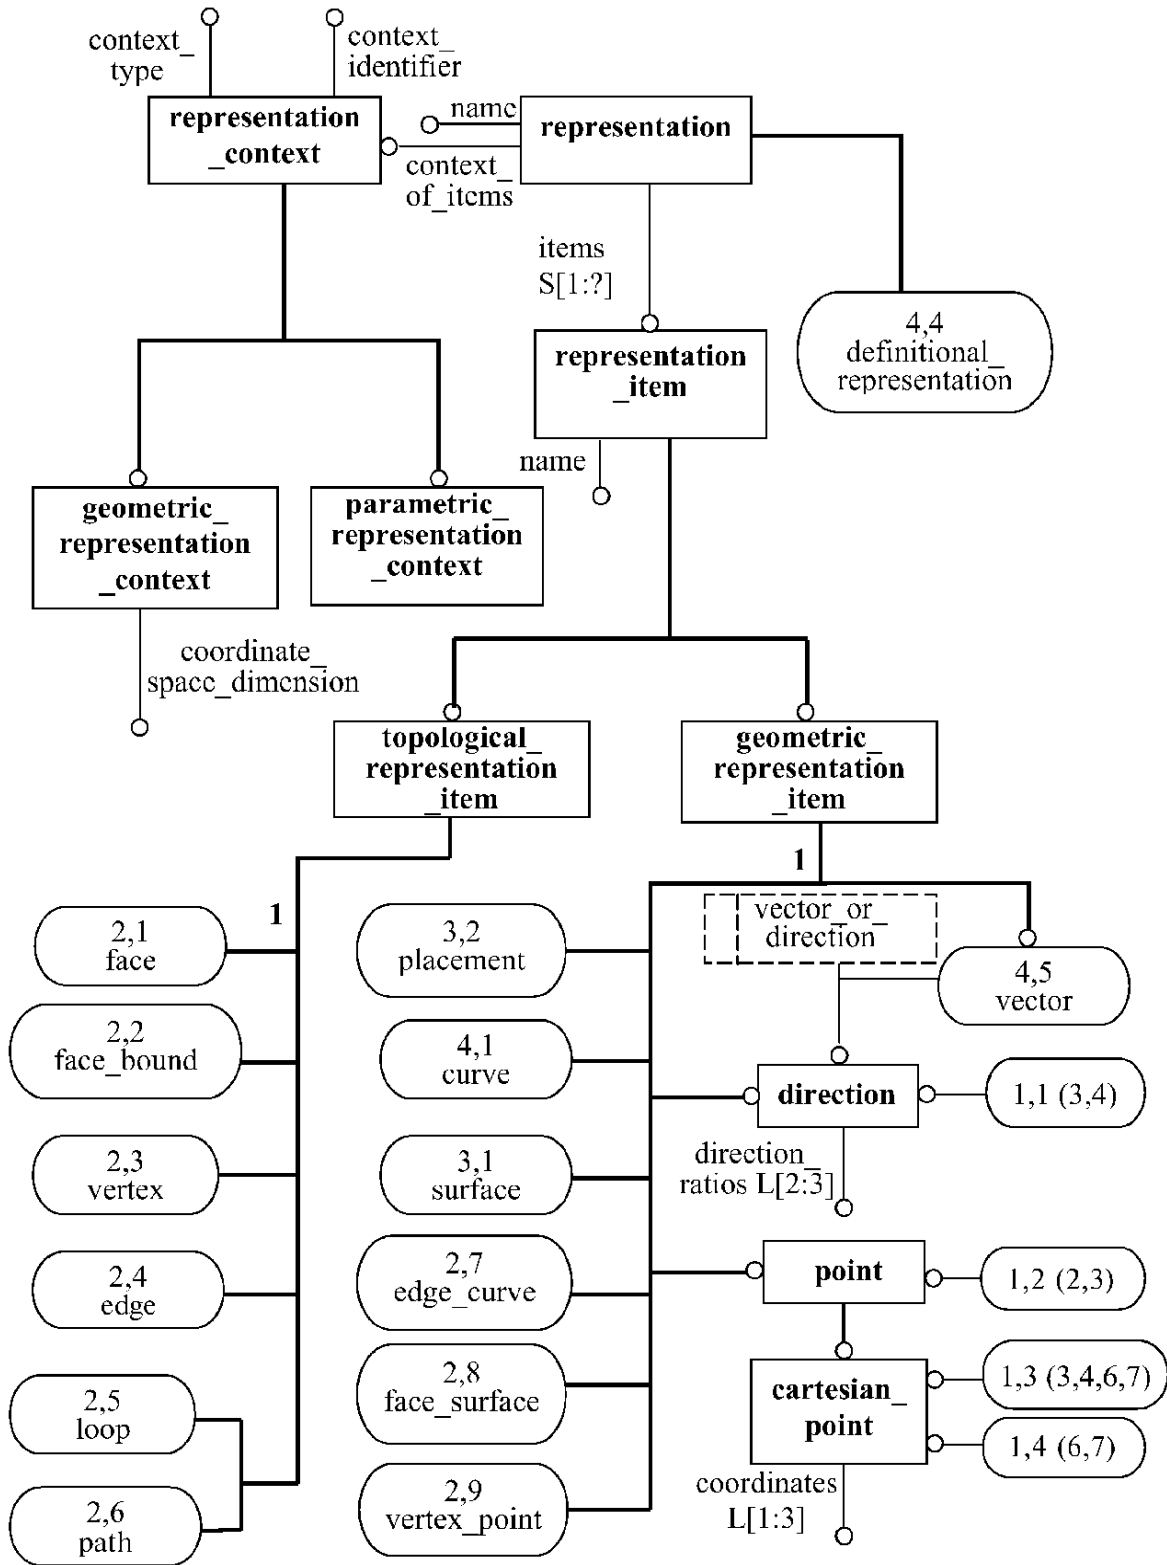 context_
type
context_
identifier
representation
_context
name
representation
context_
of_items
items
S[1:?]
4,4
definitional_
representation
representation
_item
name
geometric_
representation
_context
parametric_
representation
_context
coordinate_
space_dimension
topological_
representation
_item
geometric_
representation
_item
1
1
2,1
face
3,2
placement
vector_or_
direction
4,5
vector
2,2
face_bound
4,1
curve
direction
1,1 (3,4)
2,3
vertex
3,1
surface
direction_
ratios L[2:3]
2,4
edge
2,7
edge_curve
point
1,2 (2,3)
2,5
loop
2,8
face_surface
cartesian_
point
1,3 (3,4,6,7)
1,4 (6,7)
2,6
path
2,9
vertex_point
coordinates
L[1:3]